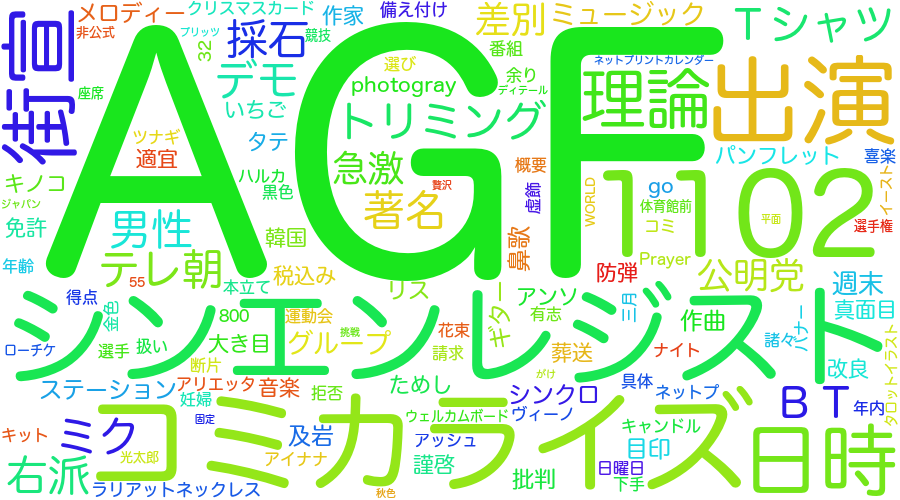 メロディー
クリスマスカード
作家
備え付け
差別
ミュージック
Tシャツ
非公式
ブリッツ
32
採石
競技
街宣
AGF
選び
番組
余り
ネットプリントカレンダー
デモ
photogray
ディテール
理論
出演
座席
いちご
トリミング
ツナギ
タテ
適宜
急激
概要
パンフレット
喜楽
キノコ
ハルカ
黒色
贅沢
虚飾
WORLD
go
イースト
ジャパン
著名
1102
体育館前
免許
男性
韓国
鼻歌
コミ
平面
選手権
テレ朝
税込み
リス
防弾
Prayer
公明党
年齢
55
本立て
アンソ
週末
得点
金色
800
運動会
ギター
有志
三月
真面目
シンエンレジスト
作曲
諸々
バナー
ローチケ
選手
扱い
大き目
グループ
挑戦
花束
請求
葬送
ナイト
改良
タロットイラスト
断片
ステーション
アリエッタ
音楽
拒否
ためし
がけ
シンクロ
具体
ネットプ
妊婦
コミカライズ
BT
年内
固定
ウェルカムボード
ヴィーノ
キット
ミク
及岩
アッシュ
キャンドル
目印
日時
右派
光太郎
アイナナ
謹啓
批判
日曜日
下手
ラリアットネックレス
秋色